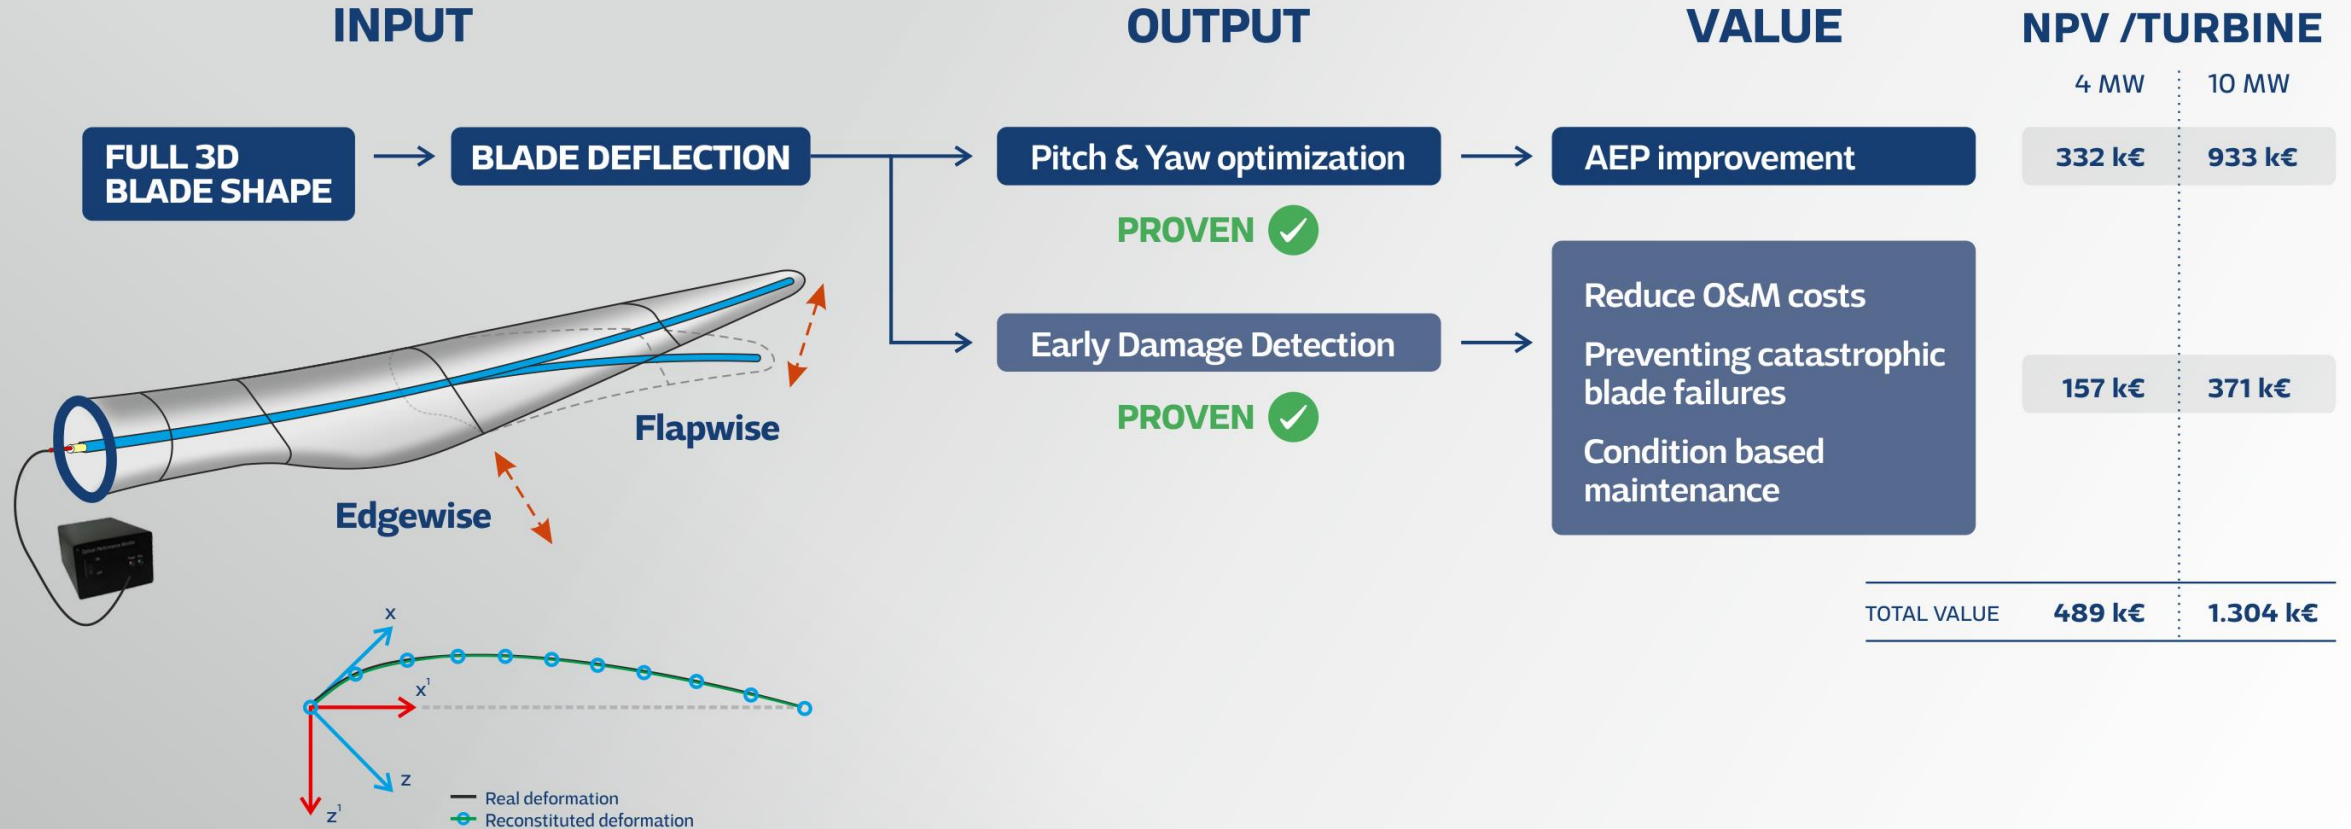 INPUT
OUTPUT
VALUE
NPV /TURBINE
4 MW
10 MW
FULL 3D
BLADE SHAPE
BLADE DEFLECTION
Pitch & Yaw optimization
AEP improvement
332 k€
933 k€
PROVEN
Early Damage Detection
PROVEN
Reduce O&M costs
Preventing catastrophic
blade failures
Condition based
maintenance
157 k€
371 k€
Flapwise
Edgewise
TOTAL VALUE
489 k€
1.304 k€
x
x¹
z
z¹
Real deformation
Reconstituted deformation